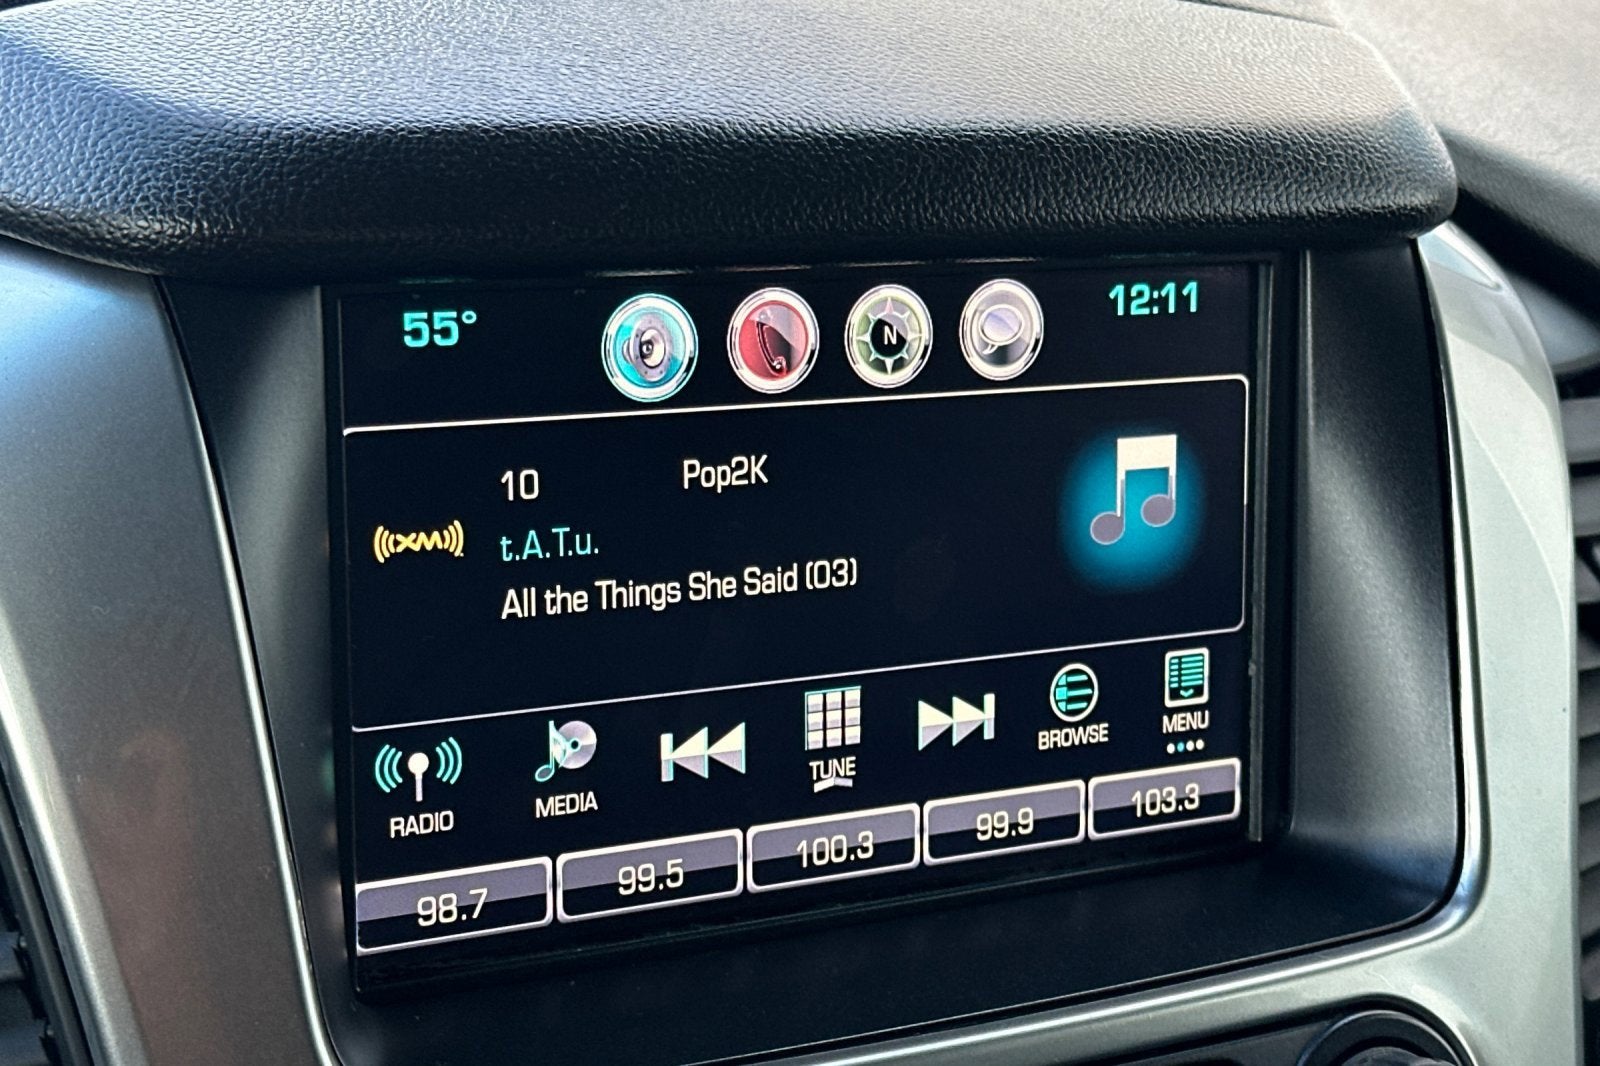 55° 12:11
N
10 Pop2K
((XM))
t.A.T.u.
All the Things She Said (03)
RADIO MEDIA TUNE BROWSE MENU
98.7 99.5 100.3 99.9 103.3